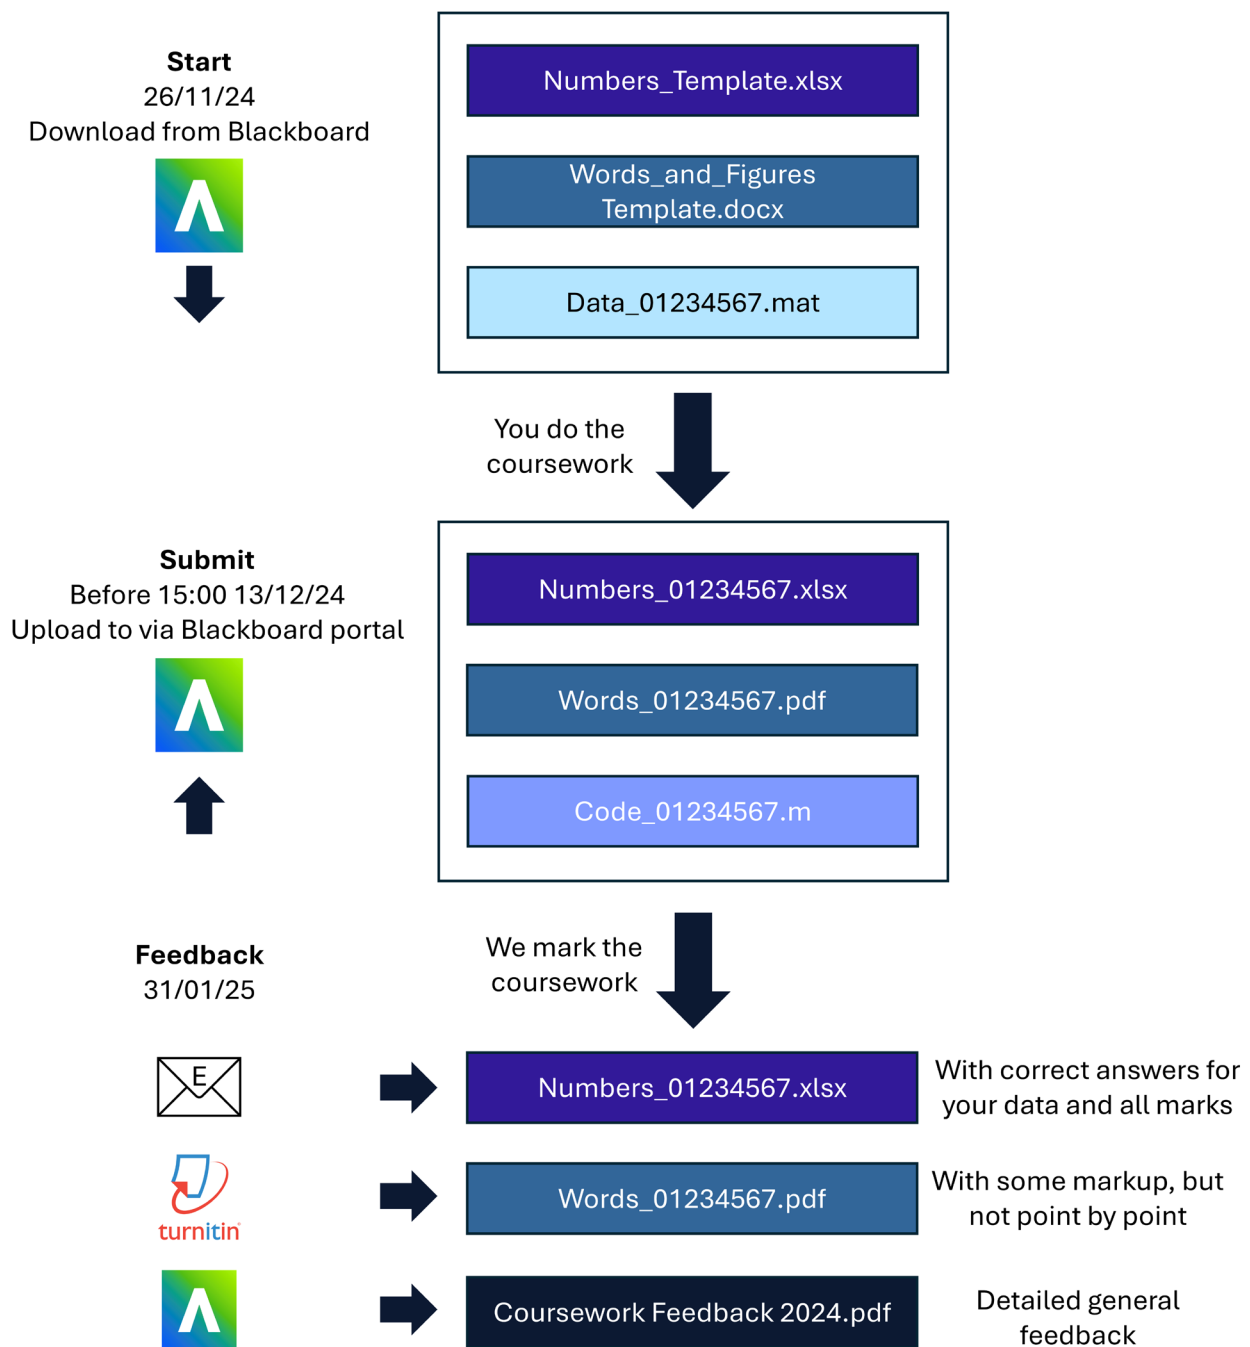 Start
26/11/24
Download from Blackboard
Numbers_Template.xlsx
Words_and_Figures
Template.docx
Data_01234567.mat
You do the
coursework
Submit
Before 15:00 13/12/24
Upload to via Blackboard portal
Numbers_01234567.xlsx
Words_01234567.pdf
Code_01234567.m
We mark the
coursework
Feedback
31/01/25
E
Numbers_01234567.xlsx
With correct answers for
your data and all marks
turnitin
Words_01234567.pdf
With some markup, but
not point by point
Coursework Feedback 2024.pdf
Detailed general
feedback